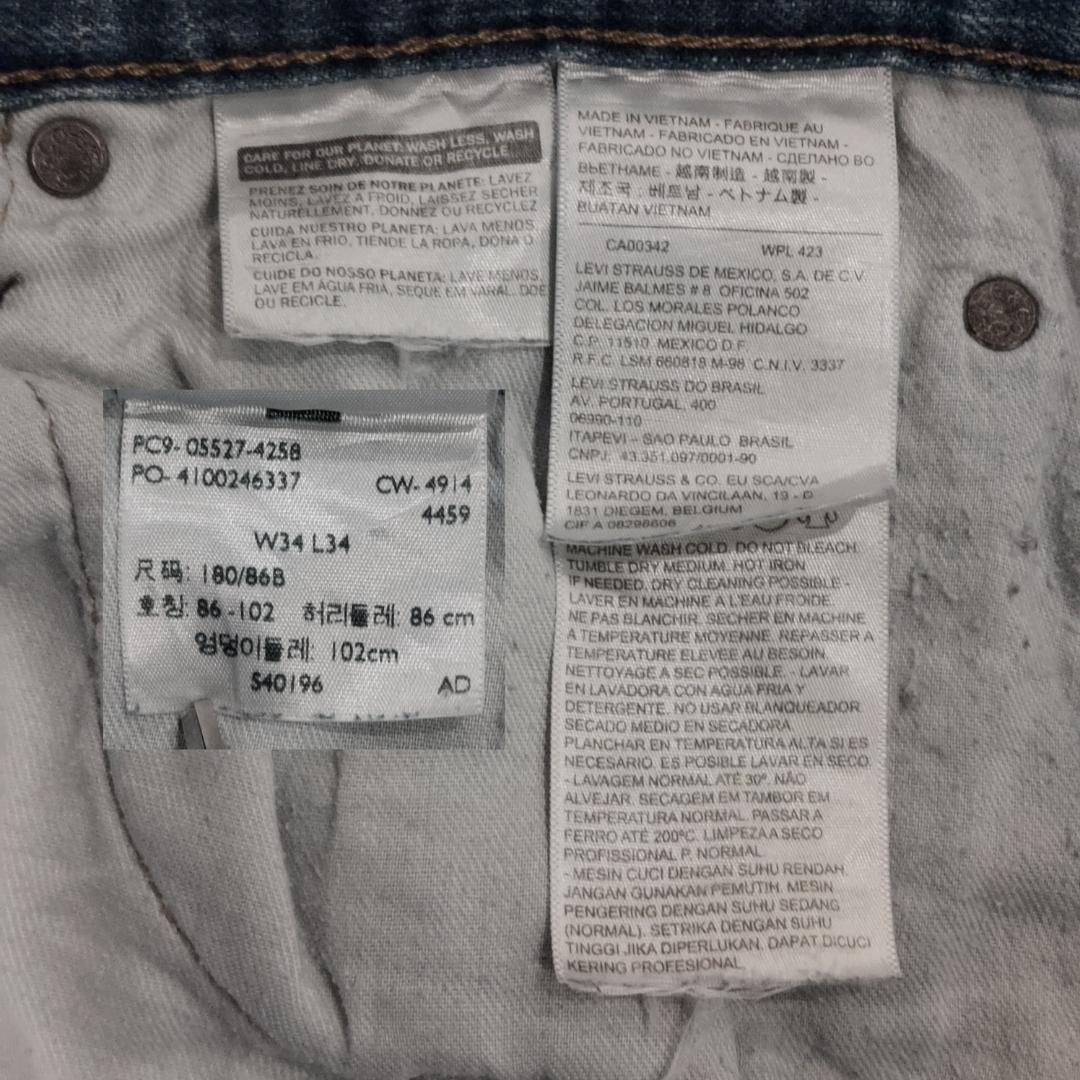 CARE FOR OUR PLANET: WASH LESS, WASH
COLD, LINE DRY, DONATE OR RECYCLE
PRENEZ SOIN DE NOTRE PLANETE: LAVEZ
MOINS, LAVEZ A FROID, LAISSEZ SECHER
NATURELLEMENT, DONNEZ OU RECYCLEZ
CUIDA NUESTRO PLANETA: LAVA MENOS,
LAVA EN FRIO, TIENDE LA ROPA, DONA O
RECICLA.
CUIDE DO NOSSO PLANETA: LAVE MENOS,
LAVE EM ÁGUA FRIA, SEQUE EM VARAL. DOE
OU RECICLE.
MADE IN VIETNAM - FABRIQUE AU
VIETNAM - FABRICADO EN VIETNAM -
FABRICADO NO VIETNAM - СДЕЛАНО ВО
ВЬЕТНАМЕ - 越南制造 - 越南製 -
제조국 : 베트남 - ベトナム製 -
BUATAN VIETNAM
CA00342 WPL 423
LEVI STRAUSS DE MEXICO, S.A. DE C.V.
JAIME BALMES # 8 OFICINA 502
COL. LOS MORALES POLANCO
DELEGACION MIGUEL HIDALGO
C.P. 11510 MEXICO D.F.
R.F.C. LSM 660818 M-98 C.N.I.V. 3337
LEVI STRAUSS DO BRASIL
AV. PORTUGAL, 400
06990-110
ITAPEVI – SAO PAULO BRASIL
CNPJ: 43.351.097/0001-90
LEVI STRAUSS & CO. EU SCA/CVA
LEONARDO DA VINCILAAN, 19 - D
1831 DIEGEM, BELGIUM
CIF A 08298606
MACHINE WASH COLD. DO NOT BLEACH.
TUMBLE DRY MEDIUM. HOT IRON
IF NEEDED. DRY CLEANING POSSIBLE -
LAVER EN MACHINE A L'EAU FROIDE.
NE PAS BLANCHIR. SECHER EN MACHINE
A TEMPERATURE MOYENNE. REPASSER A
TEMPERATURE ELEVEE AU BESOIN.
NETTOYAGE A SEC POSSIBLE. - LAVAR
EN LAVADORA CON AGUA FRIA Y
DETERGENTE. NO USAR BLANQUEADOR.
SECADO MEDIO EN SECADORA
PLANCHAR EN TEMPERATURA ALTA SI ES
NECESARIO. ES POSIBLE LAVAR EN SECO.
- LAVAGEM NORMAL ATÉ 30º. NÃO
ALVEJAR. SECAGEM EM TAMBOR EM
TEMPERATURA NORMAL. PASSAR A
FERRO ATÉ 200ºC. LIMPEZA A SECO
PROFISSIONAL P. NORMAL
- MESIN CUCI DENGAN SUHU RENDAH.
JANGAN GUNAKAN PEMUTIH. MESIN
PENGERING DENGAN SUHU SEDANG
(NORMAL). SETRIKA DENGAN SUHU
TINGGI JIKA DIPERLUKAN. DAPAT DICUCI
KERING PROFESIONAL
PC9- 05527-4258
PO- 4100246337 CW- 4914
4459
W34 L34
尺码: 180/86B
호칭: 86 -102 허리둘레: 86 cm
엉덩이둘레: 102cm
S40196 AD